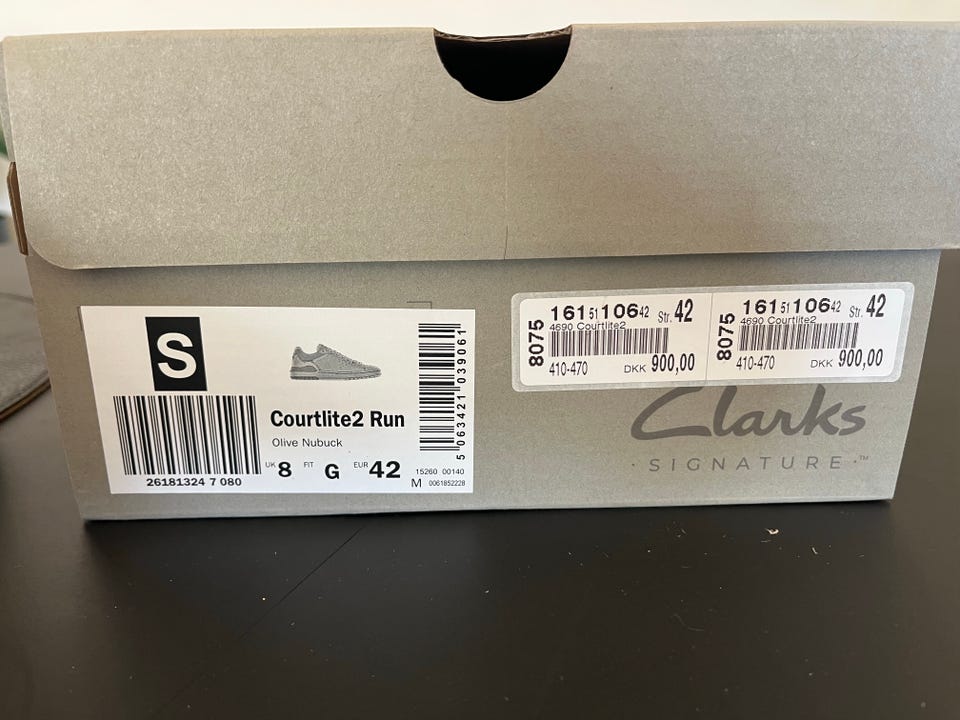 S
26181324 7 080
Courtlite2 Run
Olive Nubuck
UK 8 FIT G EUR 42
5 063421 039061
15260 00140
M 0061852228
8075
161 51 106 42 Str. 42
4690 Courtlite2
410-470 DKK 900,00
8075
161 51 106 42 Str. 42
4690 Courtlite2
410-470 DKK 900,00
Clarks
· SIGNATURE ·™